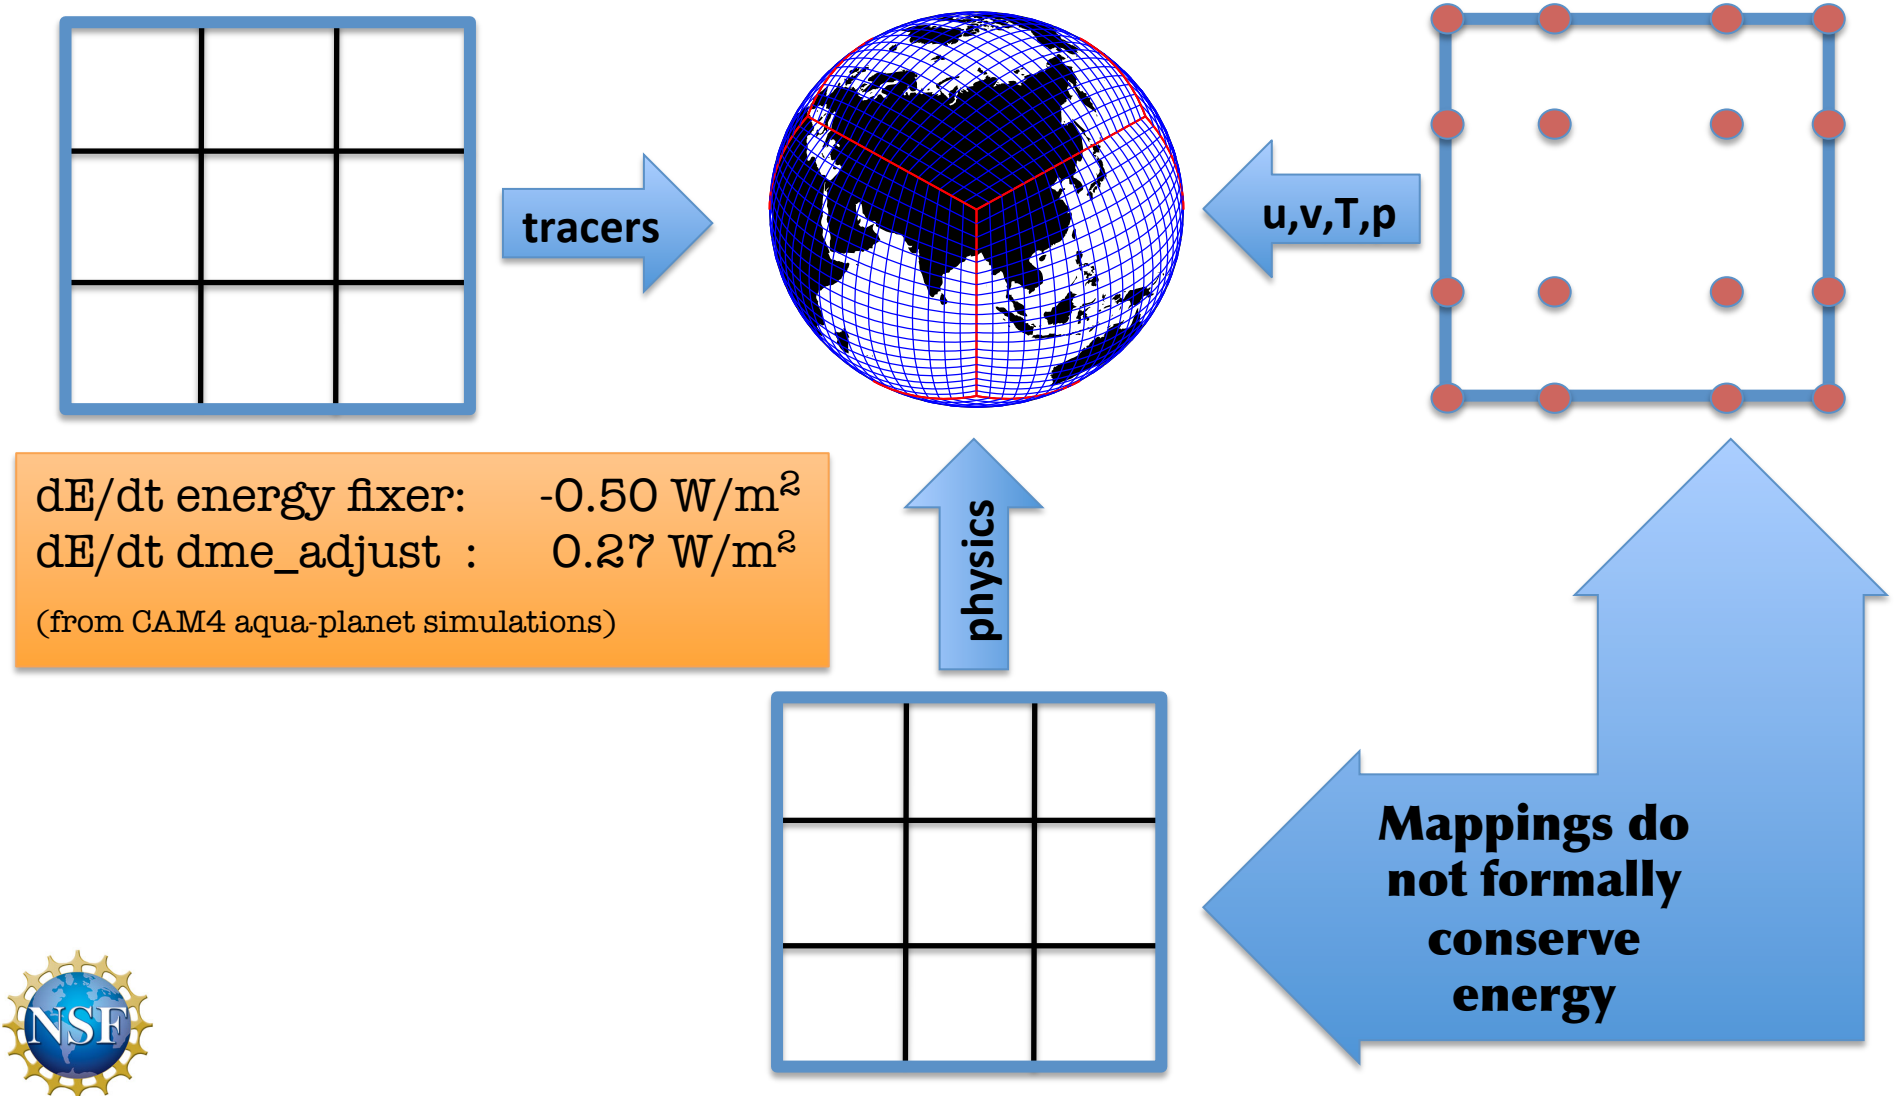 tracers
u,v,T,p
dE/dt energy fixer: -0.50 W/m²
dE/dt dme_adjust : 0.27 W/m²
(from CAM4 aqua-planet simulations)
physics
Mappings do
not formally
conserve
energy
NSF